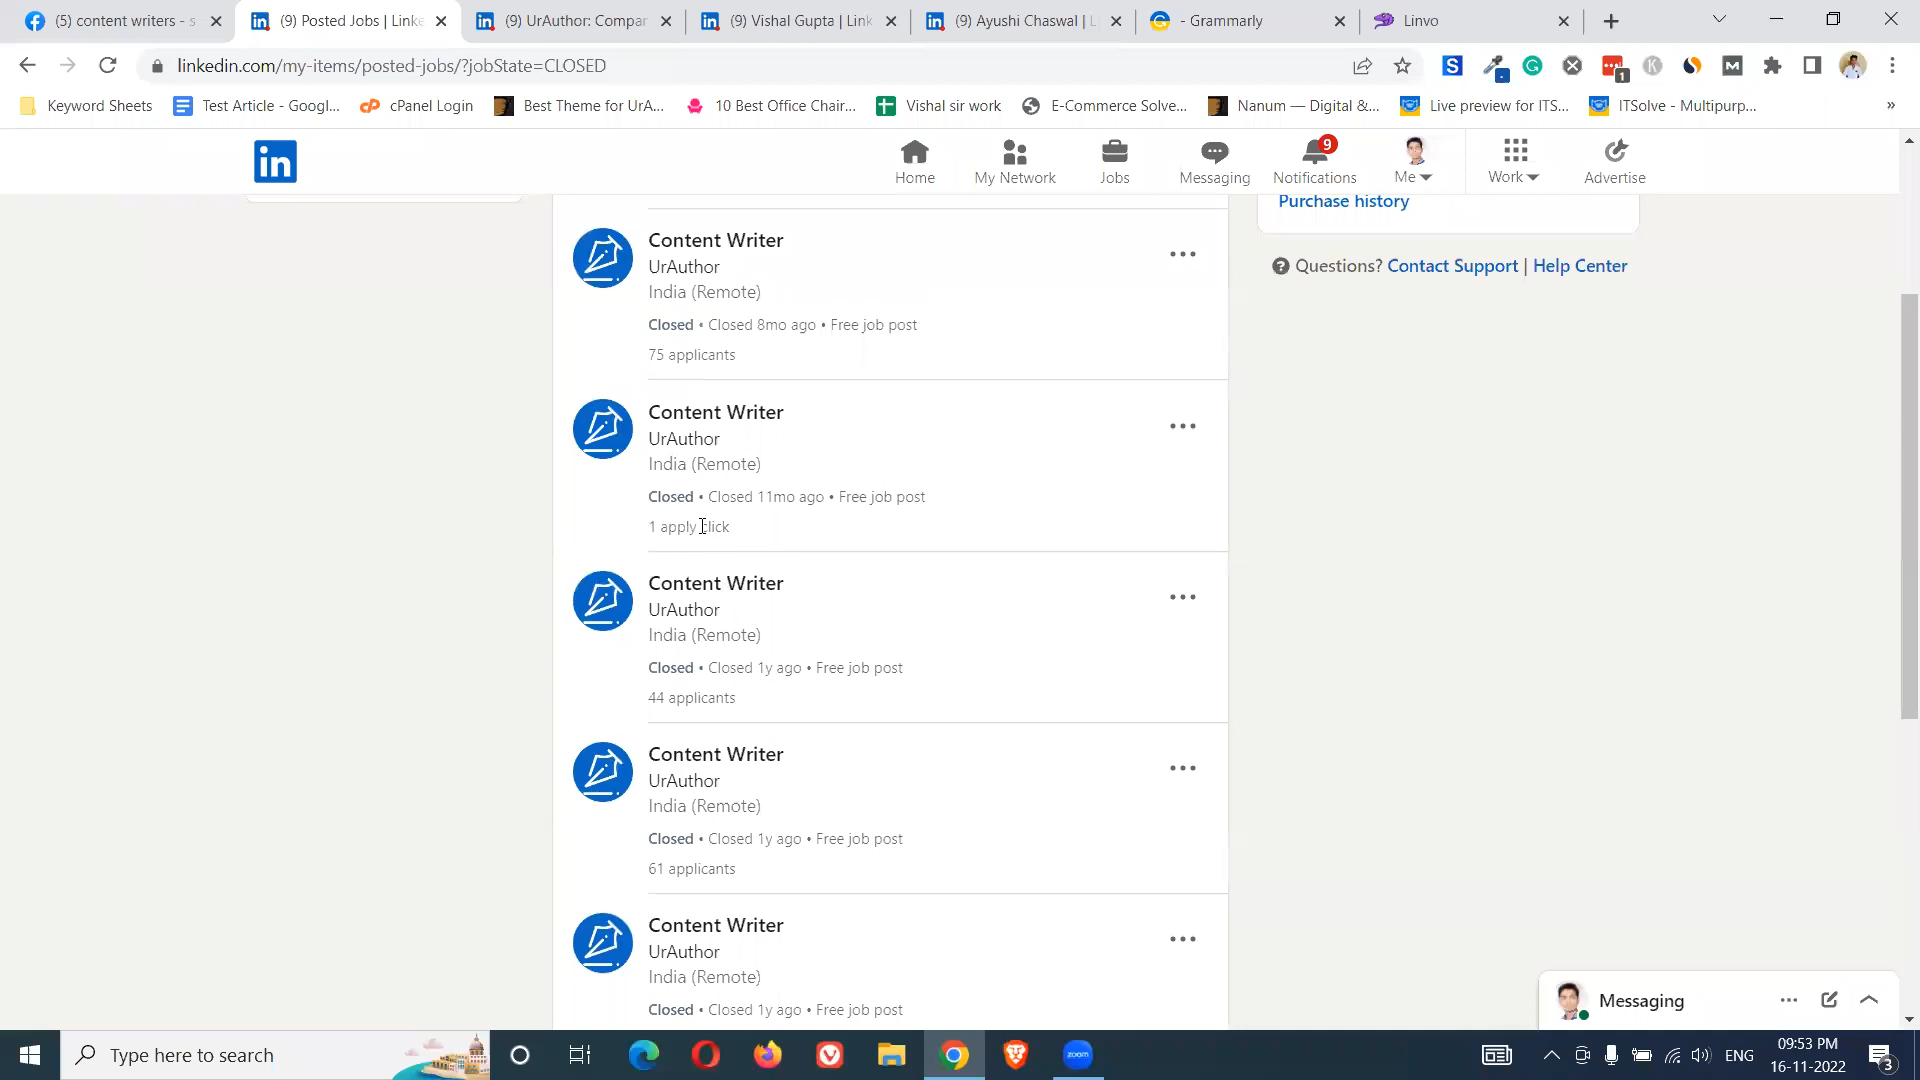 (5) content writers - s
(9) Posted Jobs | Linke
(9) UrAuthor: Compan
(9) Vishal Gupta | Link
(9) Ayushi Chaswal | L
- Grammarly
Linvo
linkedin.com/my-items/posted-jobs/?jobState=CLOSED
Keyword Sheets
Test Article - Googl...
cPanel Login
Best Theme for UrA...
10 Best Office Chair...
Vishal sir work
E-Commerce Solve...
Nanum — Digital &...
Live preview for ITS...
ITSolve - Multipurp...
in
Home
My Network
Jobs
Messaging
9
Notifications
Me
Work
Advertise
Purchase history
Questions? Contact Support | Help Center
Content Writer
UrAuthor
India (Remote)
Closed • Closed 8mo ago • Free job post
75 applicants
Content Writer
UrAuthor
India (Remote)
Closed • Closed 11mo ago • Free job post
1 apply click
Content Writer
UrAuthor
India (Remote)
Closed • Closed 1y ago • Free job post
44 applicants
Content Writer
UrAuthor
India (Remote)
Closed • Closed 1y ago • Free job post
61 applicants
Content Writer
UrAuthor
India (Remote)
Closed • Closed 1y ago • Free job post
Messaging
Type here to search
zoom
ENG
09:53 PM
16-11-2022
3